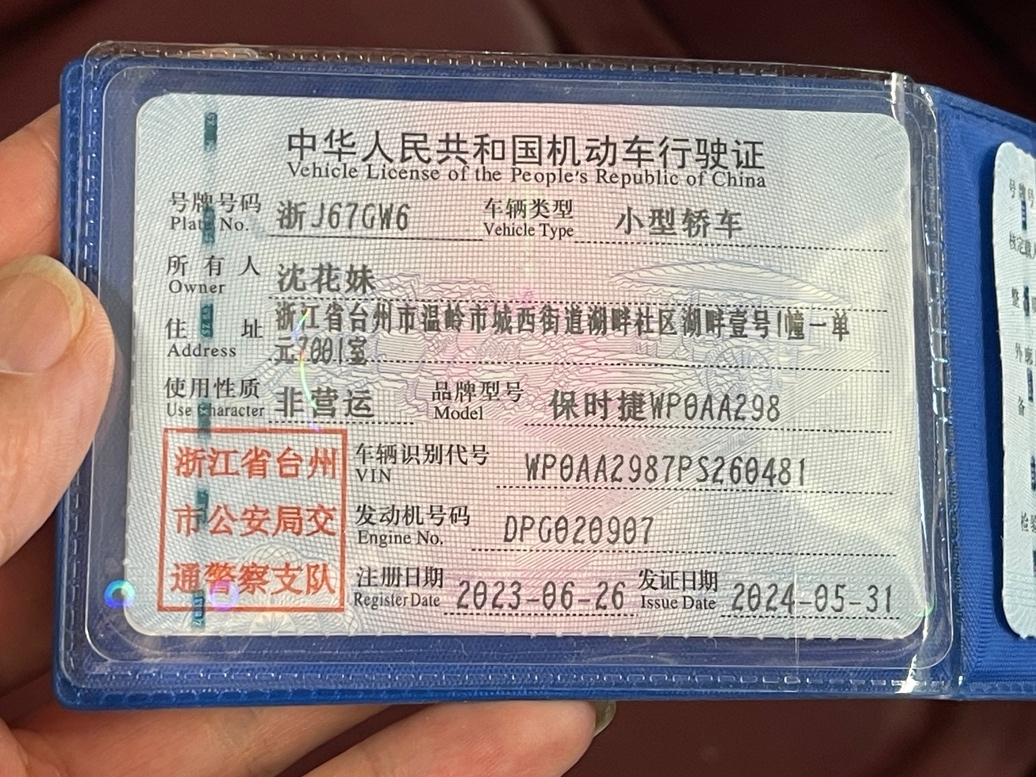 中华人民共和国机动车行驶证
Vehicle License of the People's Republic of China
号牌号码 浙J67GW6 车辆类型 小型轿车
Plate No. Vehicle Type
所有人 沈花妹
Owner
住址 浙江省台州市温岭市城西街道湖畔社区湖畔壹号1幢一单
Address 元7001室
使用性质 非营运 品牌型号 保时捷WP0AA298
Use Character Model
浙江省台州
市公安局交
通警察支队
车辆识别代号 WP0AA2987PS260481
VIN
发动机号码 DPG020907
Engine No.
注册日期 2023-06-26 发证日期 2024-05-31
Register Date Issue Date